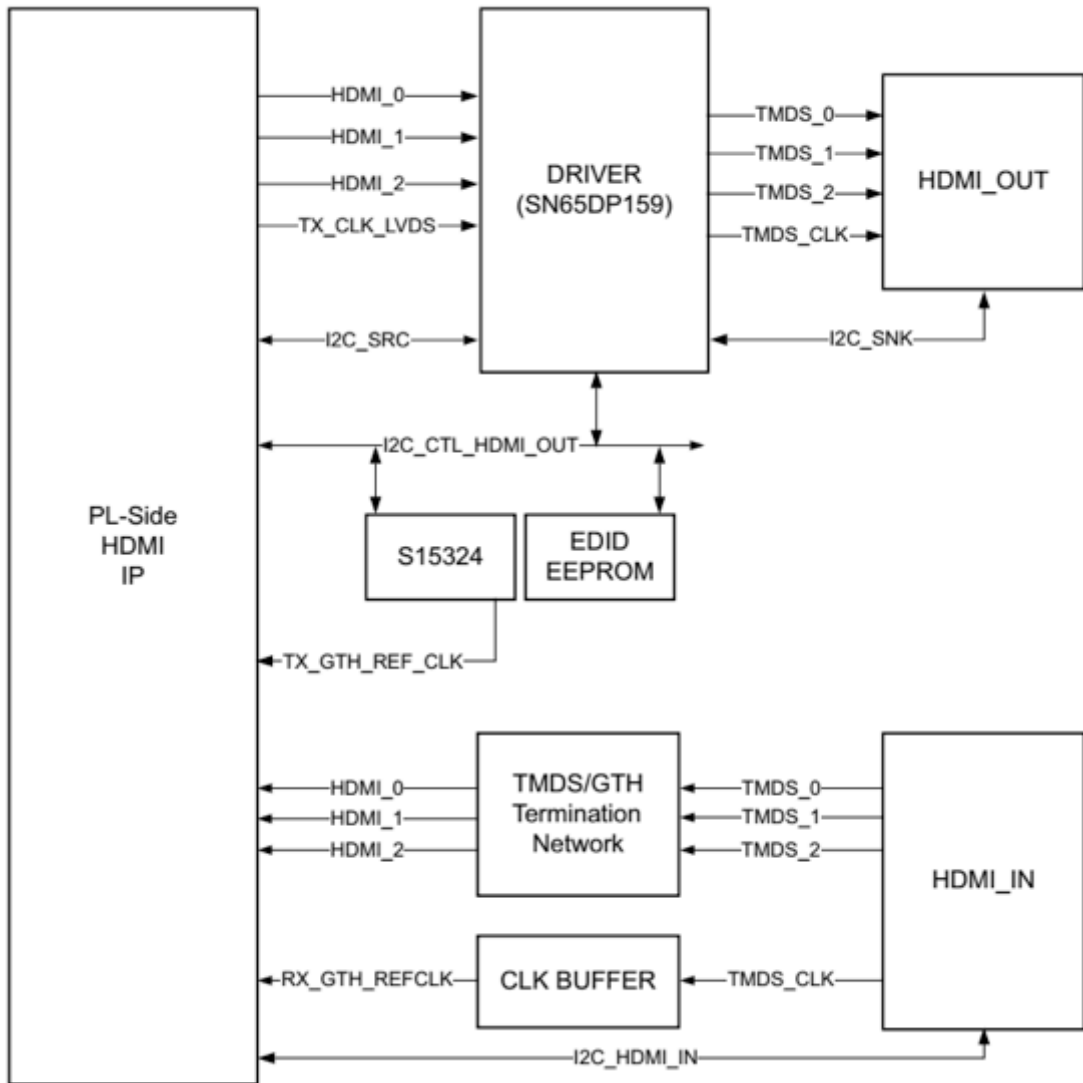 HDMI_0
HDMI_1
HDMI_2
TX_CLK_LVDS
I2C_SRC
DRIVER
(SN65DP159)
TMDS_0
TMDS_1
TMDS_2
TMDS_CLK
HDMI_OUT
I2C_SNK
I2C_CTL_HDMI_OUT
PL-Side
HDMI
IP
S15324
EDID
EEPROM
TX_GTH_REF_CLK
HDMI_0
HDMI_1
HDMI_2
TMDS/GTH
Termination
Network
TMDS_0
TMDS_1
TMDS_2
HDMI_IN
RX_GTH_REFCLK
CLK BUFFER
TMDS_CLK
I2C_HDMI_IN